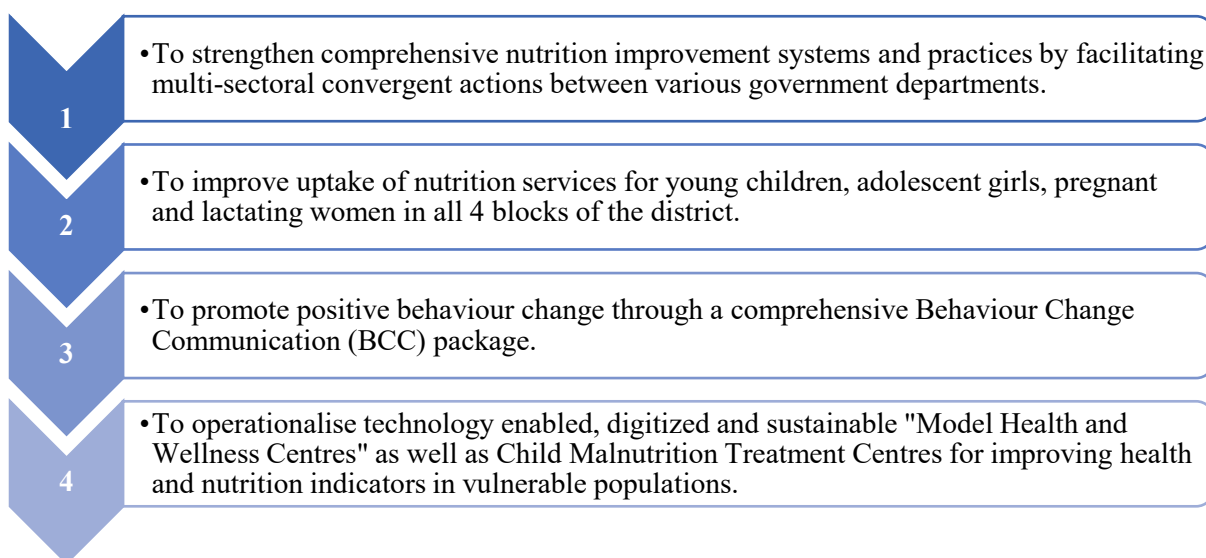 •To strengthen comprehensive nutrition improvement systems and practices by facilitating
multi-sectoral convergent actions between various government departments.
1
•To improve uptake of nutrition services for young children, adolescent girls, pregnant
and lactating women in all 4 blocks of the district.
2
•To promote positive behaviour change through a comprehensive Behaviour Change
Communication (BCC) package.
3
•To operationalise technology enabled, digitized and sustainable "Model Health and
Wellness Centres" as well as Child Malnutrition Treatment Centres for improving health
and nutrition indicators in vulnerable populations.
4